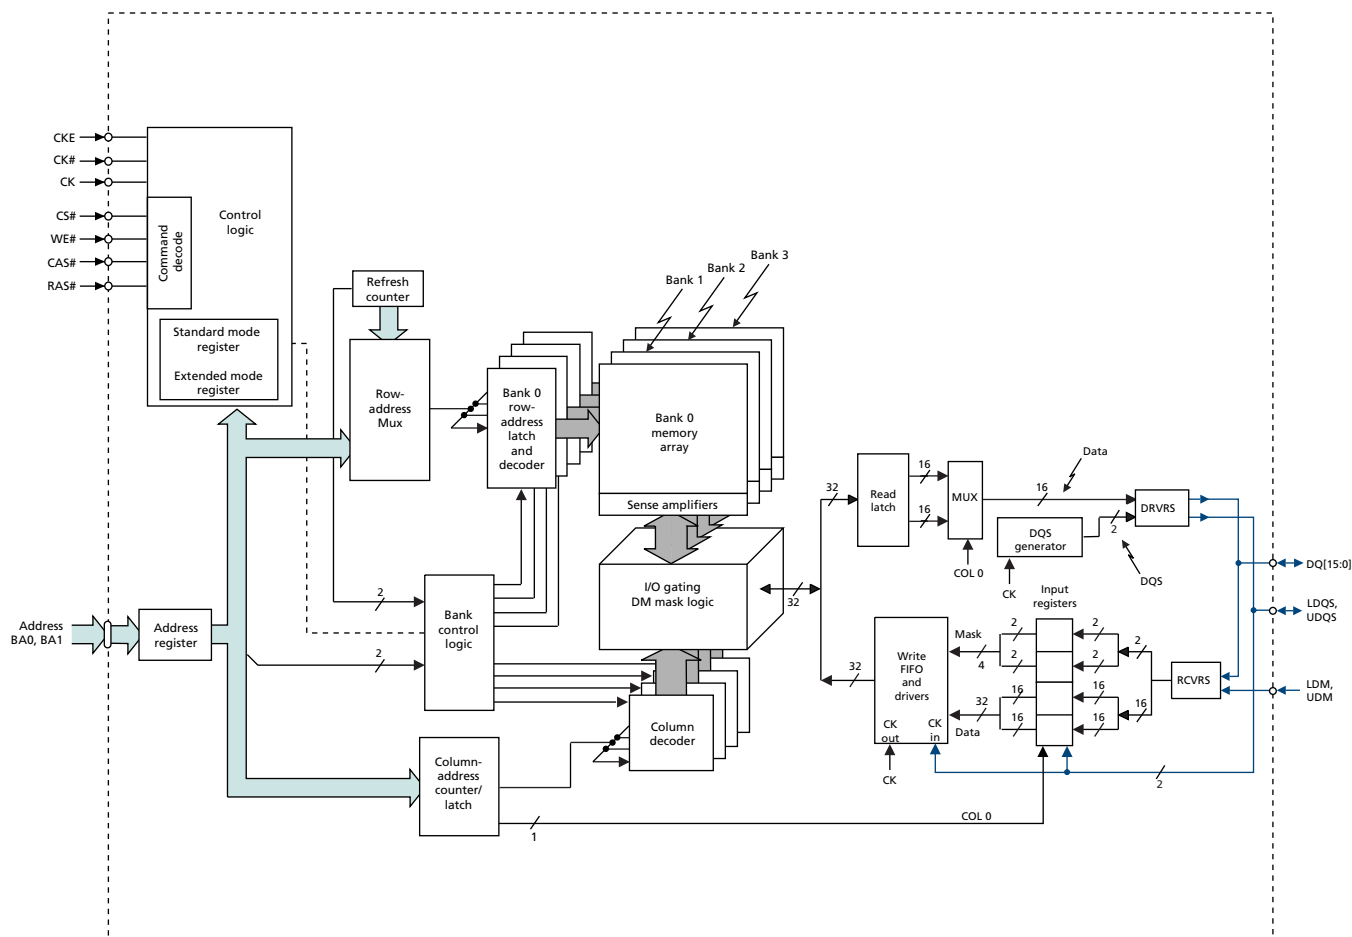 CKE
CK#
CK
CS#
WE#
CAS#
RAS#
Command
decode
Control
logic
Standard mode
register
Extended mode
register
Refresh
counter
Row-
address
Mux
Bank 0
row-
address
latch
and
decoder
Bank 1
Bank 2
Bank 3
Bank 0
memory
array
Sense amplifiers
I/O gating
DM mask logic
Bank
control
logic
2
2
Address
BA0, BA1
Address
register
Column-
address
counter/
latch
Column
decoder
1
COL 0
32
32
32
Read
latch
16
16
MUX
COL 0
16
Data
DQS
generator
CK
2
DQS
DRVRS
DQ[15:0]
LDQS,
UDQS
LDM,
UDM
RCVRS
Input
registers
2
2
2
2
2
16
16
16
16
16
Mask
4
32
Data
Write
FIFO
and
drivers
CK
out
CK
in
CK
2